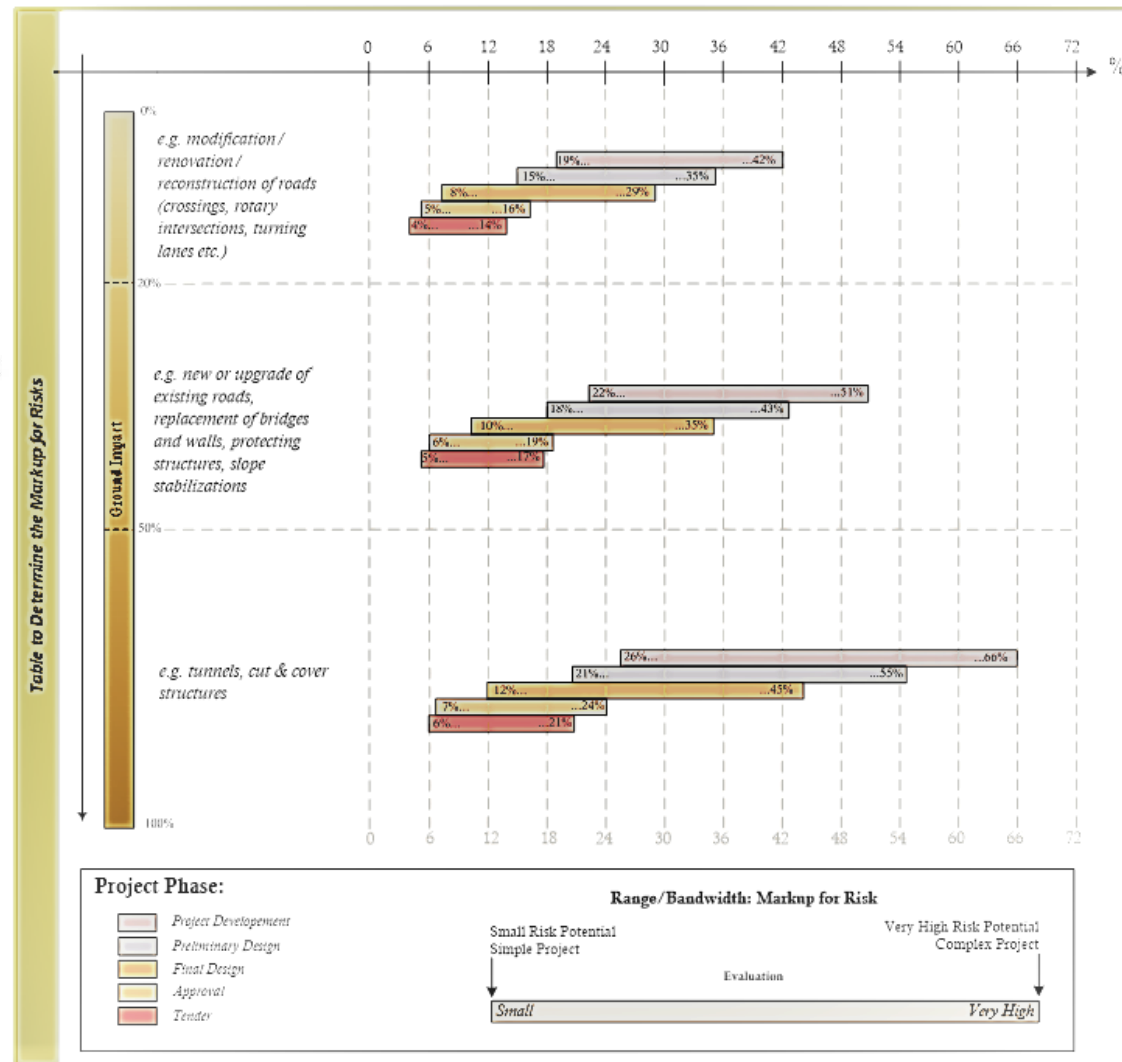 Table to Determine the Markup for Risks
0 6 12 18 24 30 36 42 48 54 60 66 72
%
Ground Impact
0%
e.g. modification /
renovation /
reconstruction of roads
(crossings, rotary
intersections, turning
lanes etc.)
19%... ...42%
15%... ...35%
8%... ...29%
5%... ...16%
4%... ...14%
20%
e.g. new or upgrade of
existing roads,
replacement of bridges
and walls, protecting
structures, slope
stabilizations
22%... ...51%
18%... ...43%
10%... ...35%
6%... ...19%
5%... ...17%
50%
e.g. tunnels, cut & cover
structures
26%... ...66%
21%... ...55%
12%... ...45%
7%... ...24%
6%... ...21%
100%
0 6 12 18 24 30 36 42 48 54 60 66 72
Project Phase:
Project Developement
Preliminary Design
Final Design
Approval
Tender
Range/Bandwidth: Markup for Risk
Small Risk Potential
Simple Project
Very High Risk Potential
Complex Project
Evaluation
Small Very High